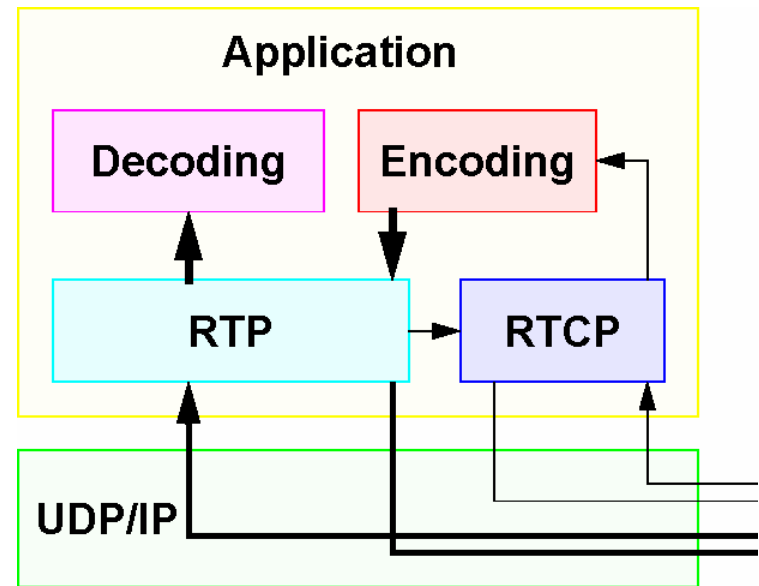 Application
Decoding
Encoding
RTP
RTCP
UDP/IP